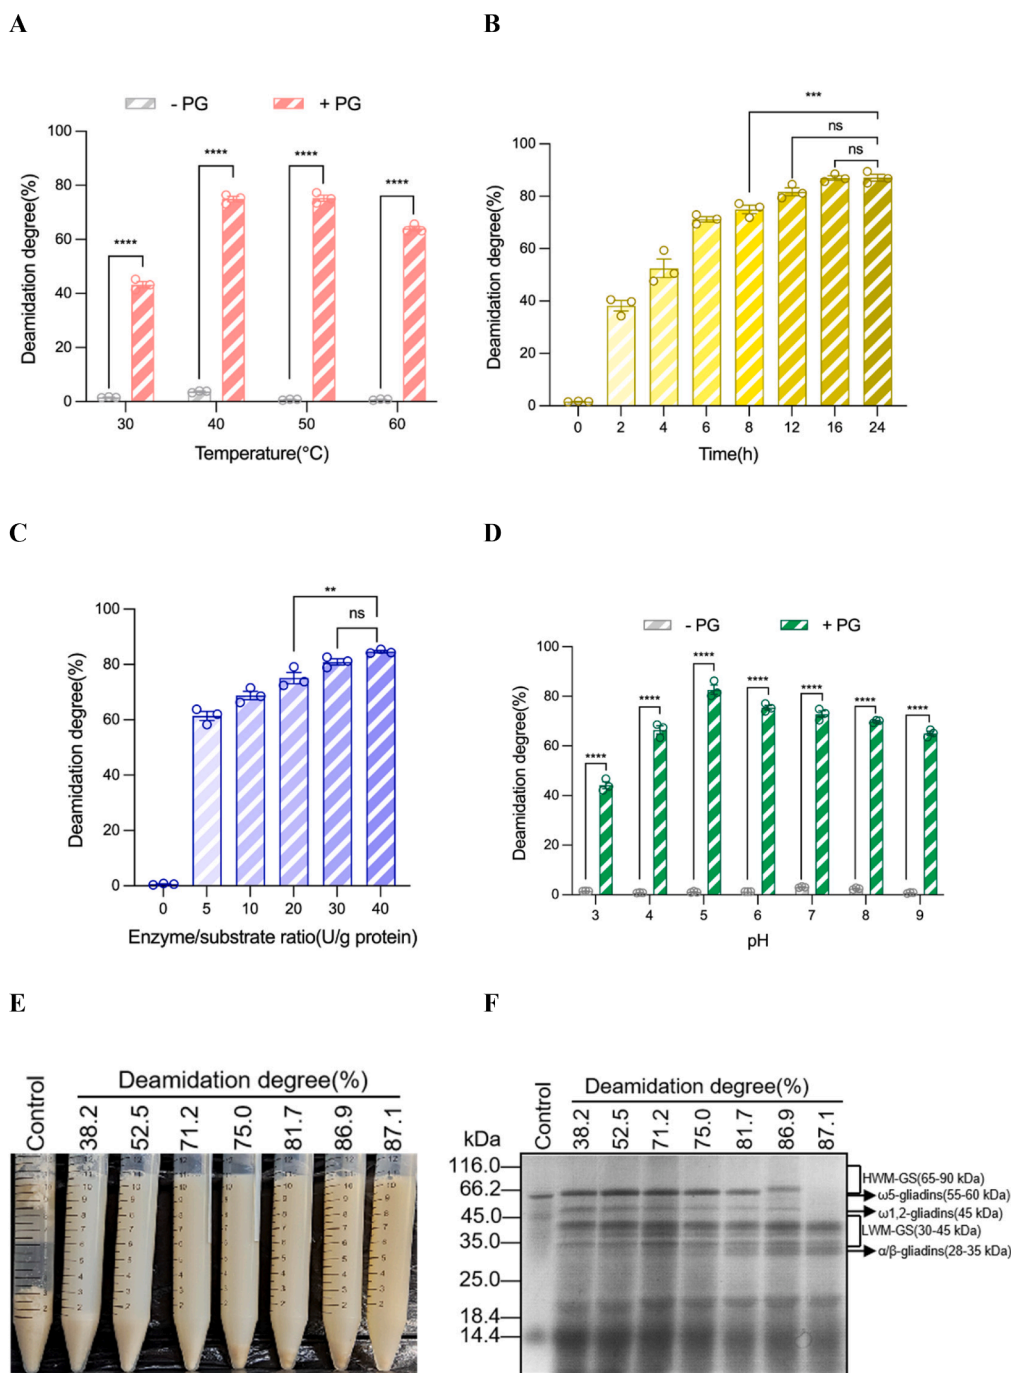 A
- PG
+ PG
****
****
****
****
100
80
60
40
20
0
Deamidation degree(%)
30
40
50
60
Temperature(°C)
B
***
ns
ns
100
80
60
40
20
0
Deamidation degree(%)
0
2
4
6
8
12
16
24
Time(h)
C
**
ns
100
80
60
40
20
0
Deamidation degree(%)
0
5
10
20
30
40
Enzyme/substrate ratio(U/g protein)
D
- PG
+ PG
****
****
****
****
****
****
****
100
80
60
40
20
0
Deamidation degree(%)
3
4
5
6
7
8
9
pH
E
Deamidation degree(%)
Control
38.2
52.5
71.2
75.0
81.7
86.9
87.1
F
Deamidation degree(%)
Control
38.2
52.5
71.2
75.0
81.7
86.9
87.1
kDa
116.0
66.2
45.0
35.0
25.0
18.4
14.4
HWM-GS(65-90 kDa)
ω5-gliadins(55-60 kDa)
ω1,2-gliadins(45 kDa)
LWM-GS(30-45 kDa)
α/β-gliadins(28-35 kDa)